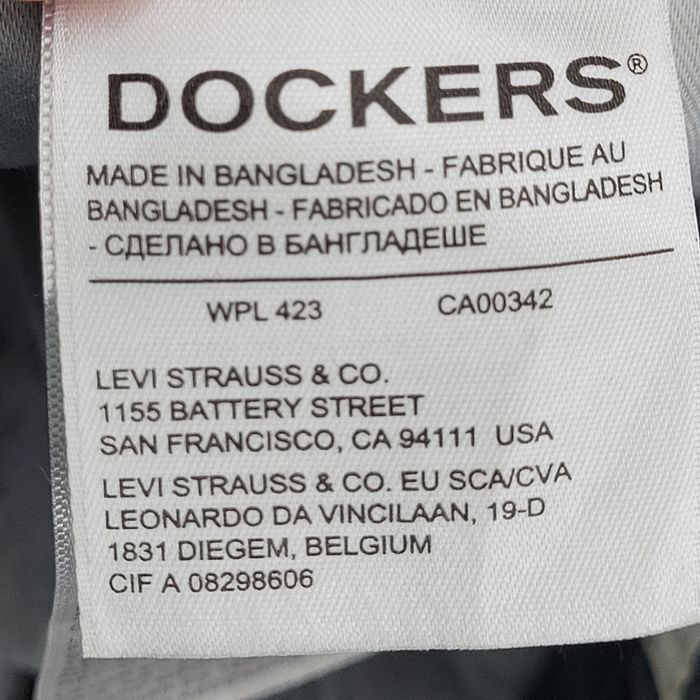 DOCKERS®
MADE IN BANGLADESH - FABRIQUE AU
BANGLADESH - FABRICADO EN BANGLADESH
- СДЕЛАНО В БАНГЛАДЕШЕ
WPL 423 CA00342
LEVI STRAUSS & CO.
1155 BATTERY STREET
SAN FRANCISCO, CA 94111 USA
LEVI STRAUSS & CO. EU SCA/CVA
LEONARDO DA VINCILAAN, 19-D
1831 DIEGEM, BELGIUM
CIF A 08298606